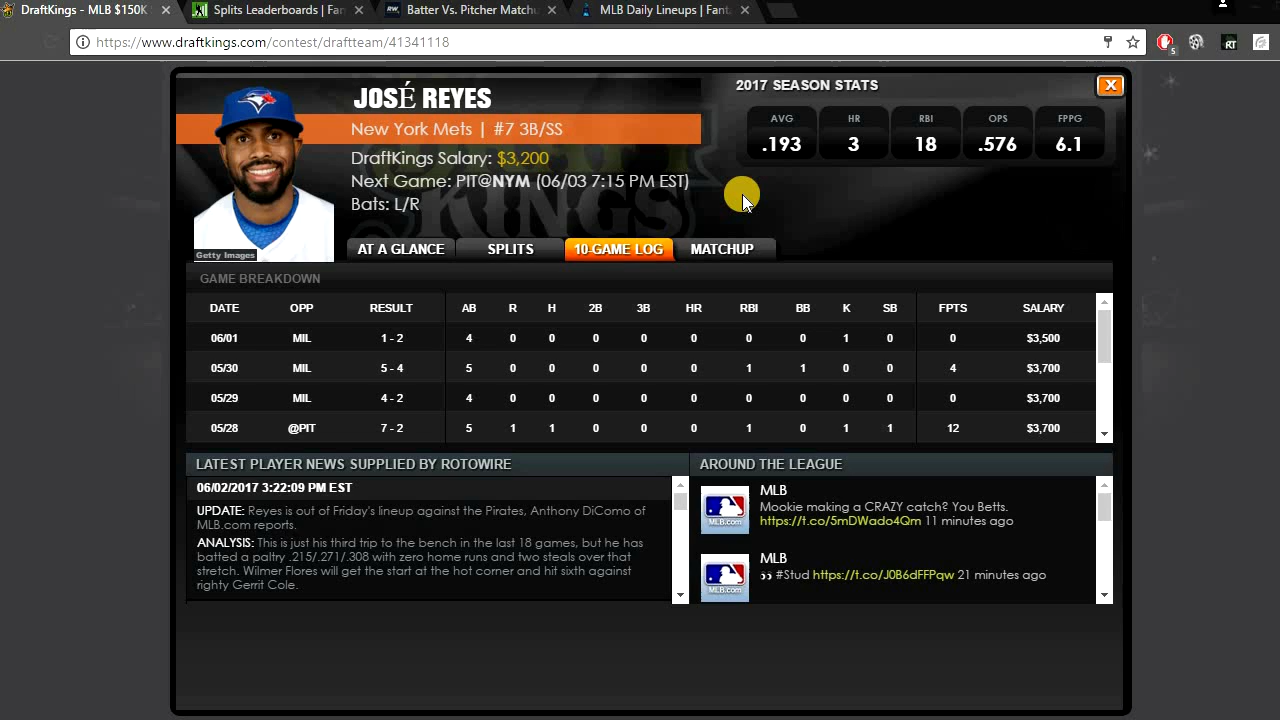 DraftKings - MLB $150K
Splits Leaderboards | Fan
Batter Vs. Pitcher Matchu
MLB Daily Lineups | Fanta
https://www.draftkings.com/contest/draftteam/41341118
JOSÉ REYES
New York Mets | #7 3B/SS
DraftKings Salary: $3,200
Next Game: PIT@NYM (06/03 7:15 PM EST)
Bats: L/R
Getty Images
2017 SEASON STATS
X
AVG HR RBI OPS FPPG
.193 3 18 .576 6.1
AT A GLANCE SPLITS 10-GAME LOG MATCHUP
GAME BREAKDOWN
DATE OPP RESULT AB R H 2B 3B HR RBI BB K SB FPTS SALARY
06/01 MIL 1 - 2 4 0 0 0 0 0 0 0 1 0 0 $3,500
05/30 MIL 5 - 4 5 0 0 0 0 0 1 1 0 0 4 $3,700
05/29 MIL 4 - 2 4 0 0 0 0 0 0 0 0 0 0 $3,700
05/28 @PIT 7 - 2 5 1 1 0 0 0 1 0 1 1 12 $3,700
LATEST PLAYER NEWS SUPPLIED BY ROTOWIRE
06/02/2017 3:22:09 PM EST
UPDATE: Reyes is out of Friday's lineup against the Pirates, Anthony DiComo of
MLB.com reports.
ANALYSIS: This is just his third trip to the bench in the last 18 games, but he has
batted a paltry .215/.271/.308 with zero home runs and two steals over that
stretch. Wilmer Flores will get the start at the hot corner and hit sixth against
righty Gerrit Cole.
AROUND THE LEAGUE
MLB
Mookie making a CRAZY catch? You Betts.
https://t.co/5mDWado4Qm 11 minutes ago
MLB.com
MLB
👀 #Stud https://t.co/J0B6dFFPqw 21 minutes ago
MLB.com